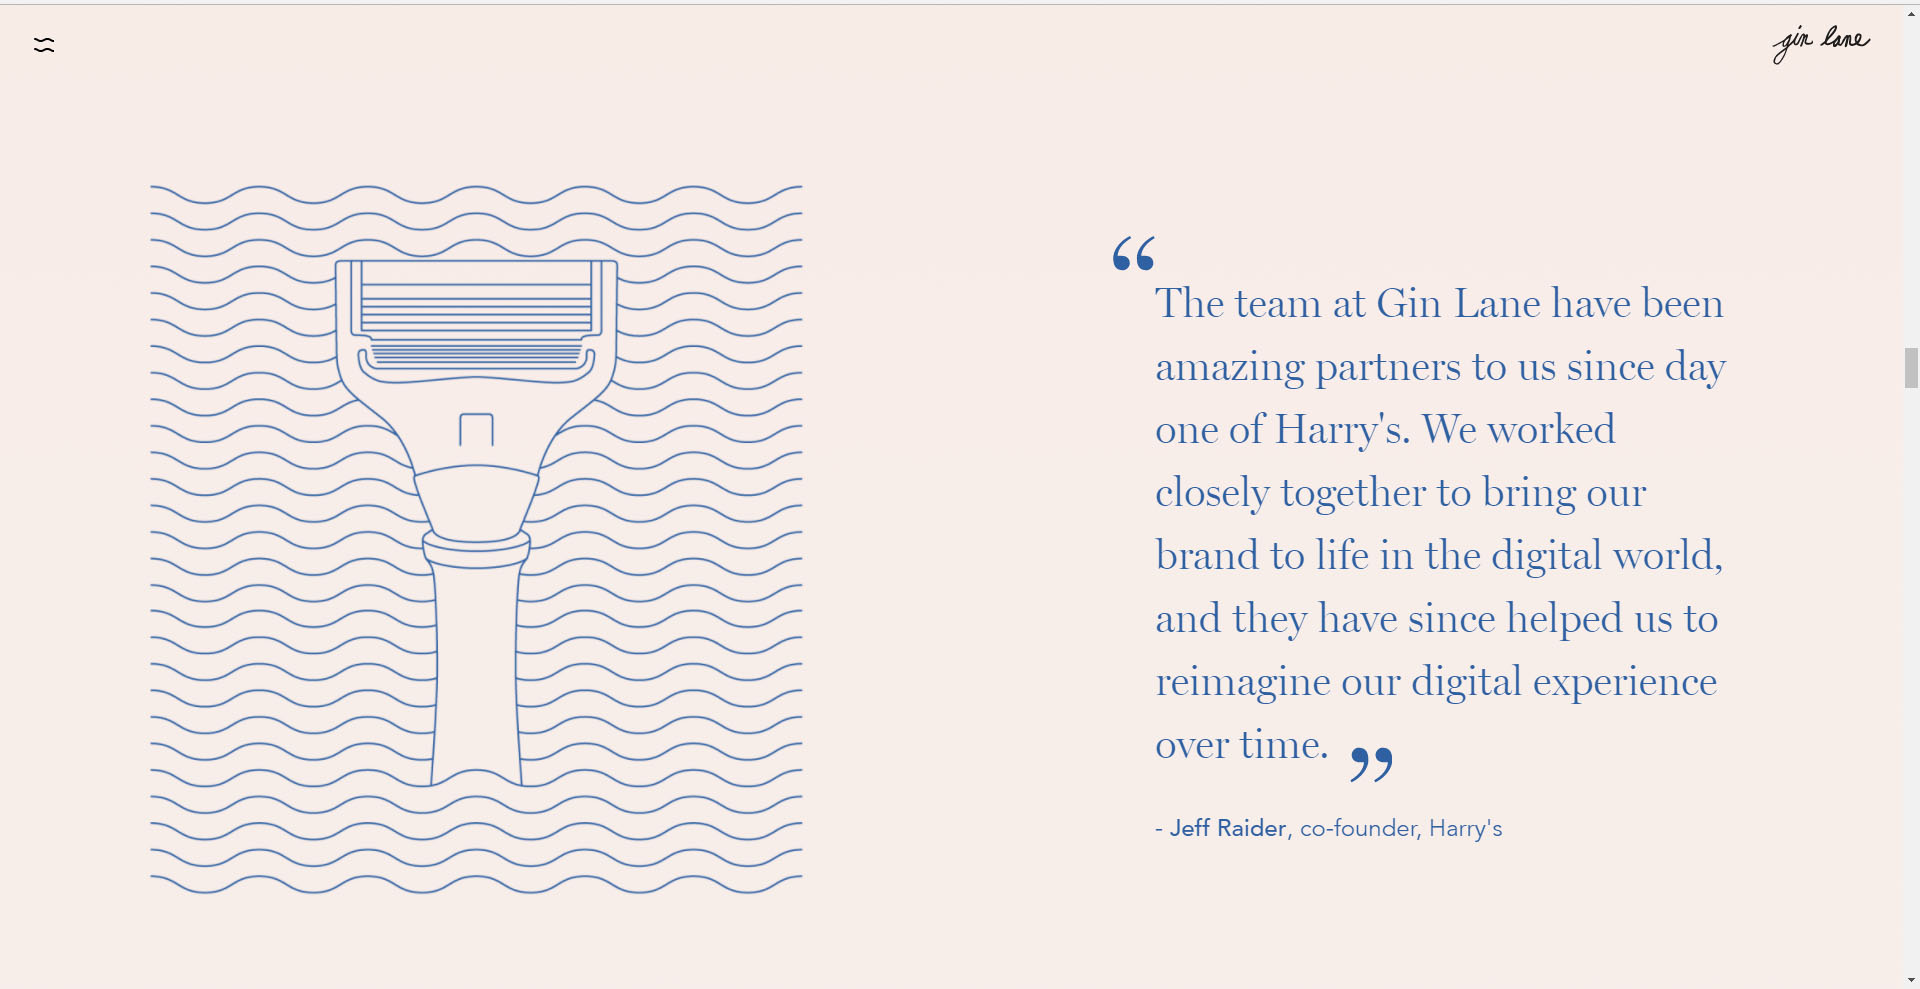 gin lane
“
The team at Gin Lane have been
amazing partners to us since day
one of Harry's. We worked
closely together to bring our
brand to life in the digital world,
and they have since helped us to
reimagine our digital experience
over time. ”
- Jeff Raider, co-founder, Harry's